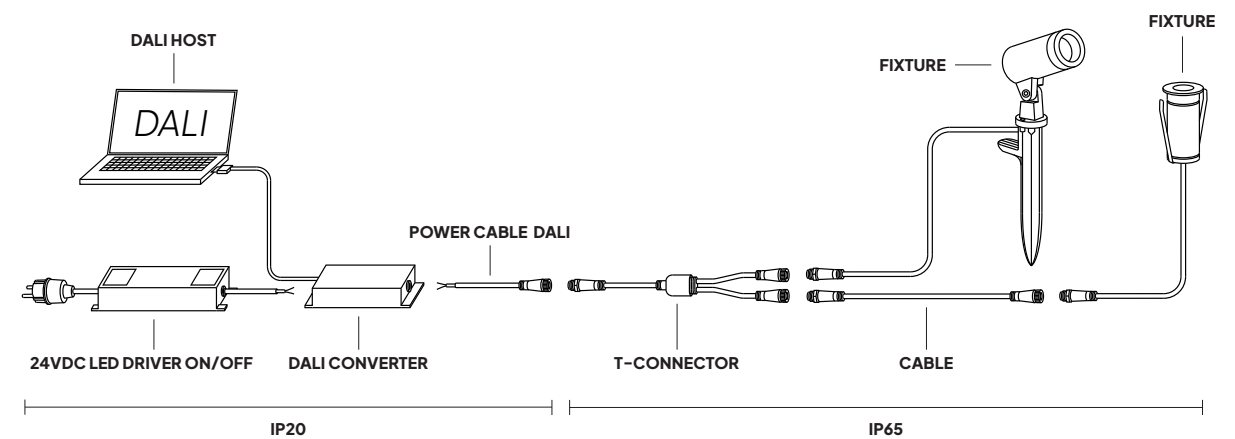 FIXTURE
DALI HOST
FIXTURE
DALI
POWER CABLE DALI
24VDC LED DRIVER ON/OFF
DALI CONVERTER
T-CONNECTOR
CABLE
IP20
IP65